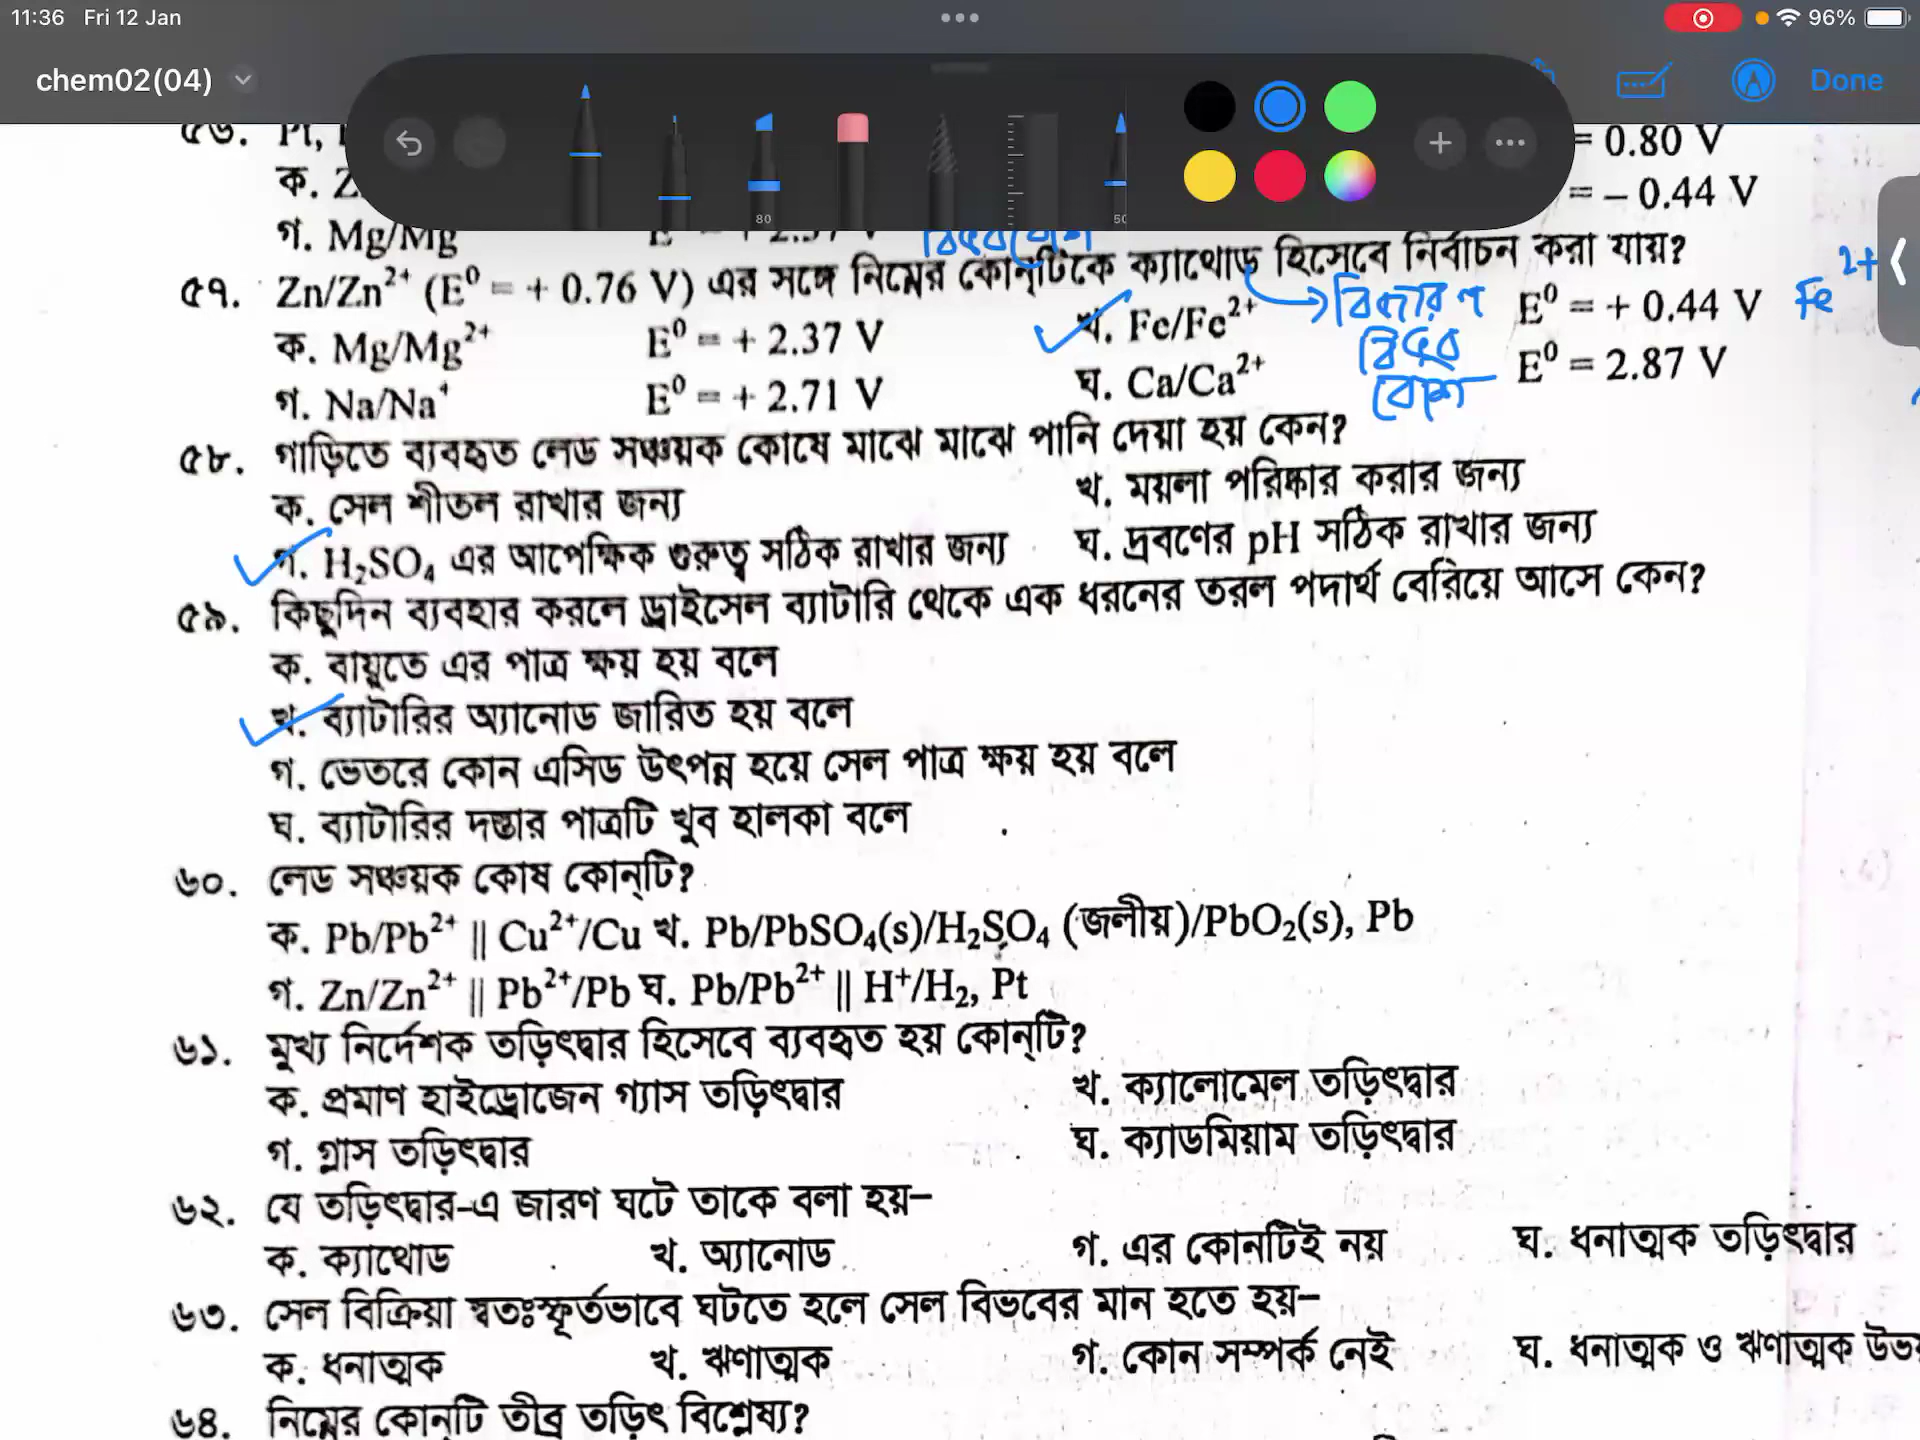 11:36 Fri 12 Jan
96%
chem02(04)
Done
80
50
৫৬. Pt,
= 0.80 V
ক. Z
= – 0.44 V
গ. Mg/Mg
৫৭. Zn/Zn²⁺ (E⁰ = + 0.76 V) এর সঙ্গে নিম্নের কোন্‌টিকে ক্যাথোড হিসেবে নির্বাচন করা যায়?
ক. Mg/Mg²⁺ E⁰ = + 2.37 V খ. Fe/Fe²⁺ বিজারণ E⁰ = + 0.44 V Fe²⁺
বিভব
বেশি
গ. Na/Na⁺ E⁰ = + 2.71 V ঘ. Ca/Ca²⁺ E⁰ = 2.87 V
৫৮. গাড়িতে ব্যবহৃত লেড সঞ্চয়ক কোষে মাঝে মাঝে পানি দেয়া হয় কেন?
ক. সেল শীতল রাখার জন্য খ. ময়লা পরিষ্কার করার জন্য
গ. H₂SO₄ এর আপেক্ষিক গুরুত্ব সঠিক রাখার জন্য ঘ. দ্রবণের pH সঠিক রাখার জন্য
৫৯. কিছুদিন ব্যবহার করলে ড্রাইসেল ব্যাটারি থেকে এক ধরনের তরল পদার্থ বেরিয়ে আসে কেন?
ক. বায়ুতে এর পাত্র ক্ষয় হয় বলে
খ. ব্যাটারির অ্যানোড জারিত হয় বলে
গ. ভেতরে কোন এসিড উৎপন্ন হয়ে সেল পাত্র ক্ষয় হয় বলে
ঘ. ব্যাটারির দস্তার পাত্রটি খুব হালকা বলে
৬০. লেড সঞ্চয়ক কোষ কোন্‌টি?
ক. Pb/Pb²⁺ || Cu²⁺/Cu খ. Pb/PbSO₄(s)/H₂SO₄ (জলীয়)/PbO₂(s), Pb
গ. Zn/Zn²⁺ || Pb²⁺/Pb ঘ. Pb/Pb²⁺ || H⁺/H₂, Pt
৬১. মুখ্য নির্দেশক তড়িৎদ্বার হিসেবে ব্যবহৃত হয় কোন্‌টি?
ক. প্রমাণ হাইড্রোজেন গ্যাস তড়িৎদ্বার খ. ক্যালোমেল তড়িৎদ্বার
গ. গ্লাস তড়িৎদ্বার ঘ. ক্যাডমিয়াম তড়িৎদ্বার
৬২. যে তড়িৎদ্বার-এ জারণ ঘটে তাকে বলা হয়–
ক. ক্যাথোড খ. অ্যানোড গ. এর কোনটিই নয় ঘ. ধনাত্মক তড়িৎদ্বার
৬৩. সেল বিক্রিয়া স্বতঃস্ফূর্তভাবে ঘটতে হলে সেল বিভবের মান হতে হয়–
ক. ধনাত্মক খ. ঋণাত্মক গ. কোন সম্পর্ক নেই ঘ. ধনাত্মক ও ঋণাত্মক
৬৪. নিম্নের কোন্‌টি তীব্র তড়িৎ বিশ্লেষ্য?